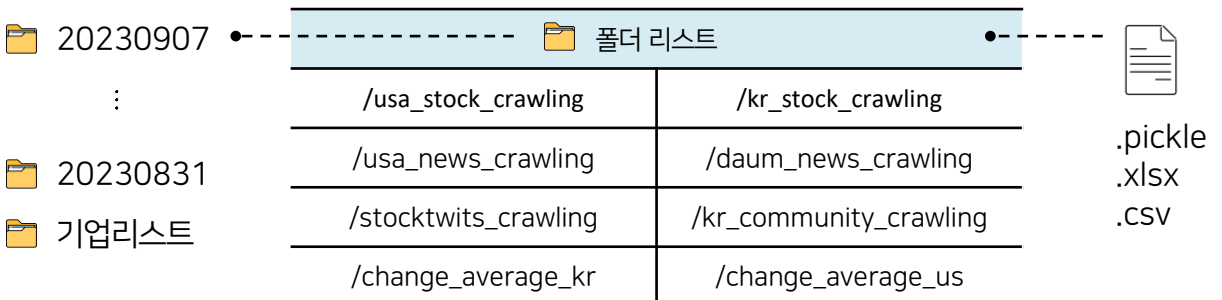 20230907
⋮
20230831
기업리스트
폴더 리스트
/usa_stock_crawling /kr_stock_crawling
/usa_news_crawling /daum_news_crawling
/stocktwits_crawling /kr_community_crawling
/change_average_kr /change_average_us
.pickle
.xlsx
.csv